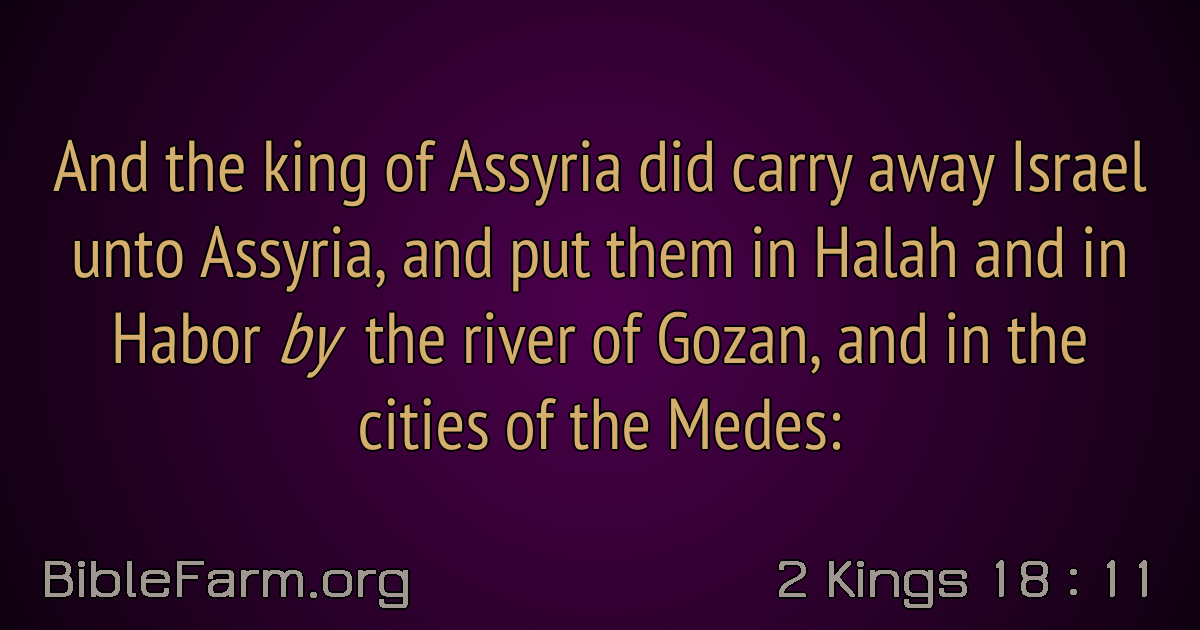 And the king of Assyria did carry away Israel
unto Assyria, and put them in Halah and in
Habor by the river of Gozan, and in the
cities of the Medes:
BibleFarm.org
2 Kings 18 : 11